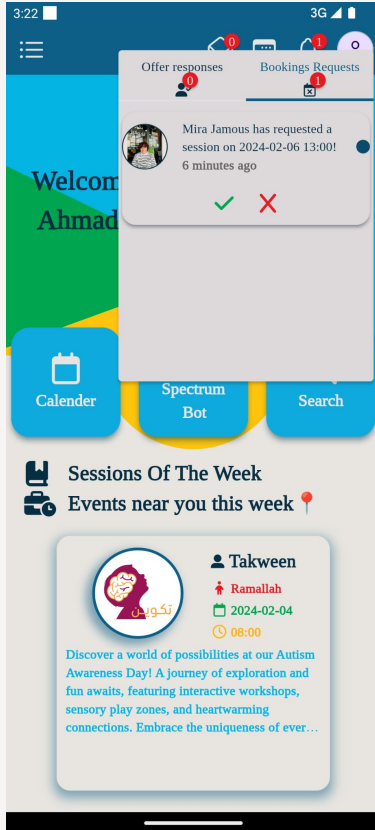 3:22
3G
0
1
Offer responses
Bookings Requests
0
1
Mira Jamous has requested a
session on 2024-02-06 13:00!
6 minutes ago
Welcom
Ahmad
Calender
Spectrum
Bot
Search
Sessions Of The Week
Events near you this week
تكوين
Takween
Ramallah
2024-02-04
08:00
Discover a world of possibilities at our Autism
Awareness Day! A journey of exploration and
fun awaits, featuring interactive workshops,
sensory play zones, and heartwarming
connections. Embrace the uniqueness of ever…